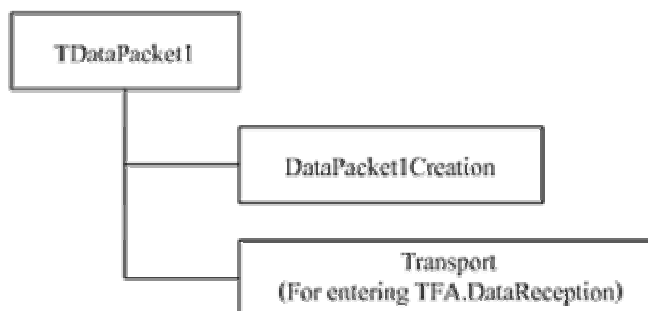 TDataPacket1
DataPacket1Creation
Transport
(For entering TFA.DataReception)